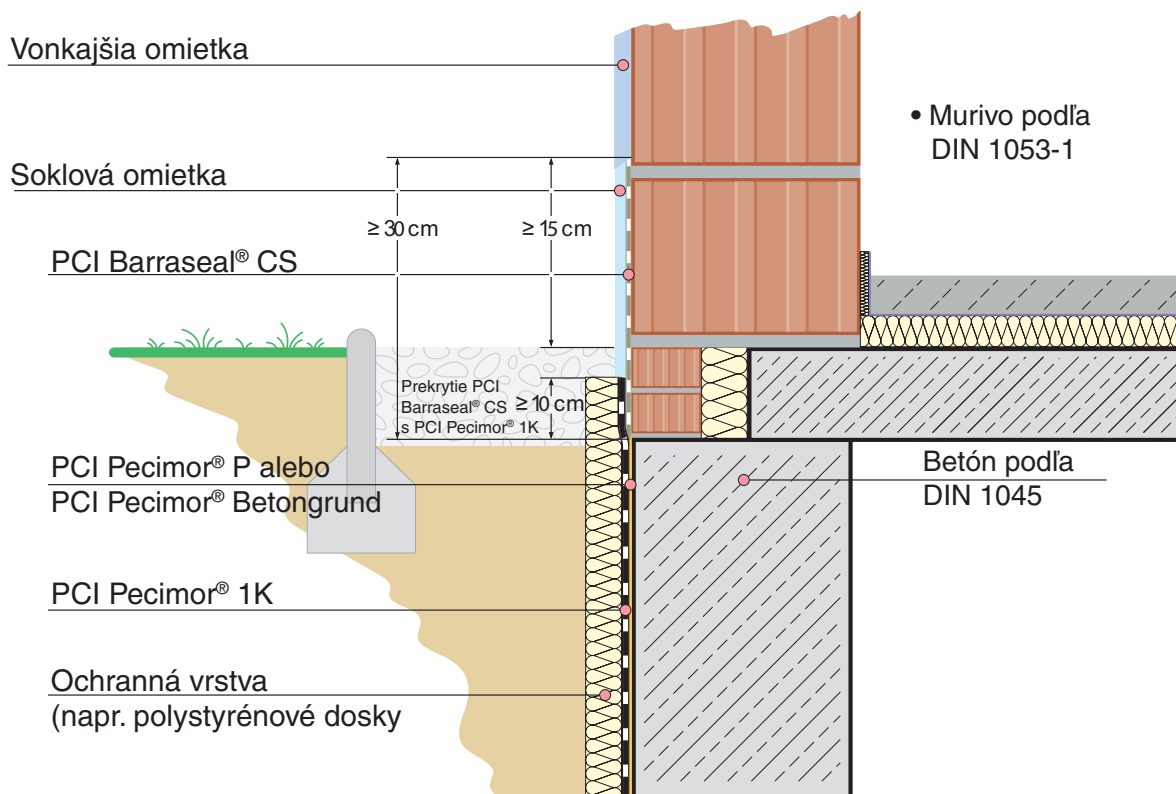 Vonkajšia omietka
• Murivo podľa
DIN 1053-1
Soklová omietka
≥ 30 cm
≥ 15 cm
PCI Barraseal® CS
Prekrytie PCI
Barraseal® CS
s PCI Pecimor® 1K
≥ 10 cm
PCI Pecimor® P alebo
PCI Pecimor® Betongrund
Betón podľa
DIN 1045
PCI Pecimor® 1K
Ochranná vrstva
(napr. polystyrénové dosky